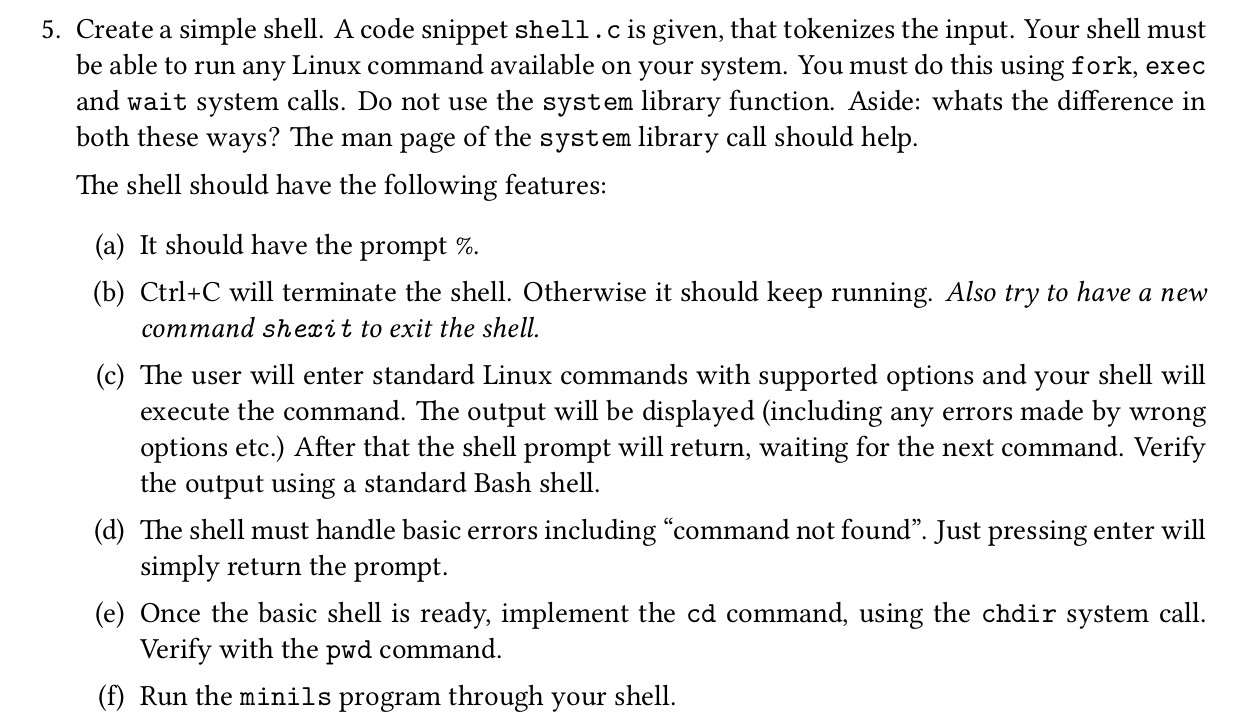 5. Create a simple shell. A code snippet shell.c is given, that tokenizes the input. Your shell must
be able to run any Linux command available on your system. You must do this using fork, exec
and wait system calls. Do not use the system library function. Aside: whats the difference in
both these ways? The man page of the system library call should help.
The shell should have the following features:
(a) It should have the prompt %.
(b) Ctrl+C will terminate the shell. Otherwise it should keep running. Also try to have a new
command shexit to exit the shell.
(c) The user will enter standard Linux commands with supported options and your shell will
execute the command. The output will be displayed (including any errors made by wrong
options etc.) After that the shell prompt will return, waiting for the next command. Verify
the output using a standard Bash shell.
(d) The shell must handle basic errors including “command not found”. Just pressing enter will
simply return the prompt.
(e) Once the basic shell is ready, implement the cd command, using the chdir system call.
Verify with the pwd command.
(f) Run the minils program through your shell.